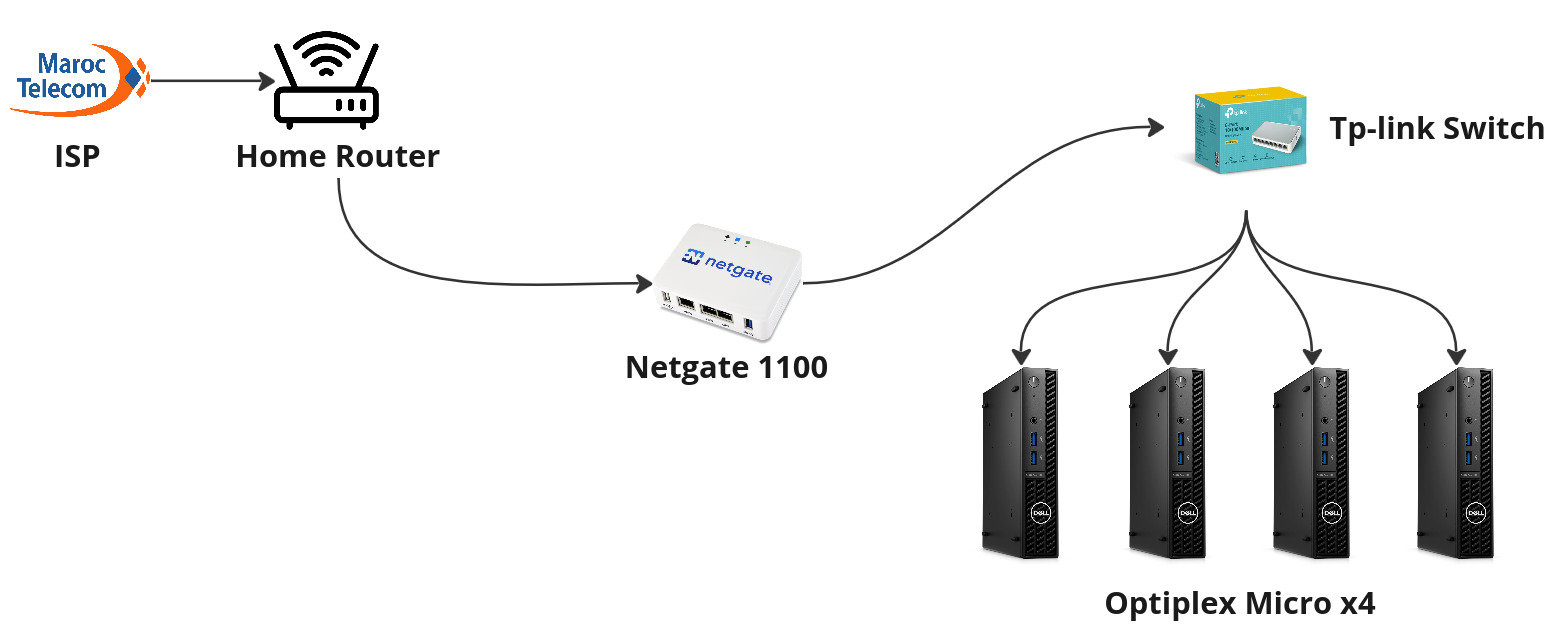 Maroc
Telecom
ISP
Home Router
netgate
Netgate 1100
tp-link
Tp-link Switch
DELL
DELL
DELL
DELL
Optiplex Micro x4